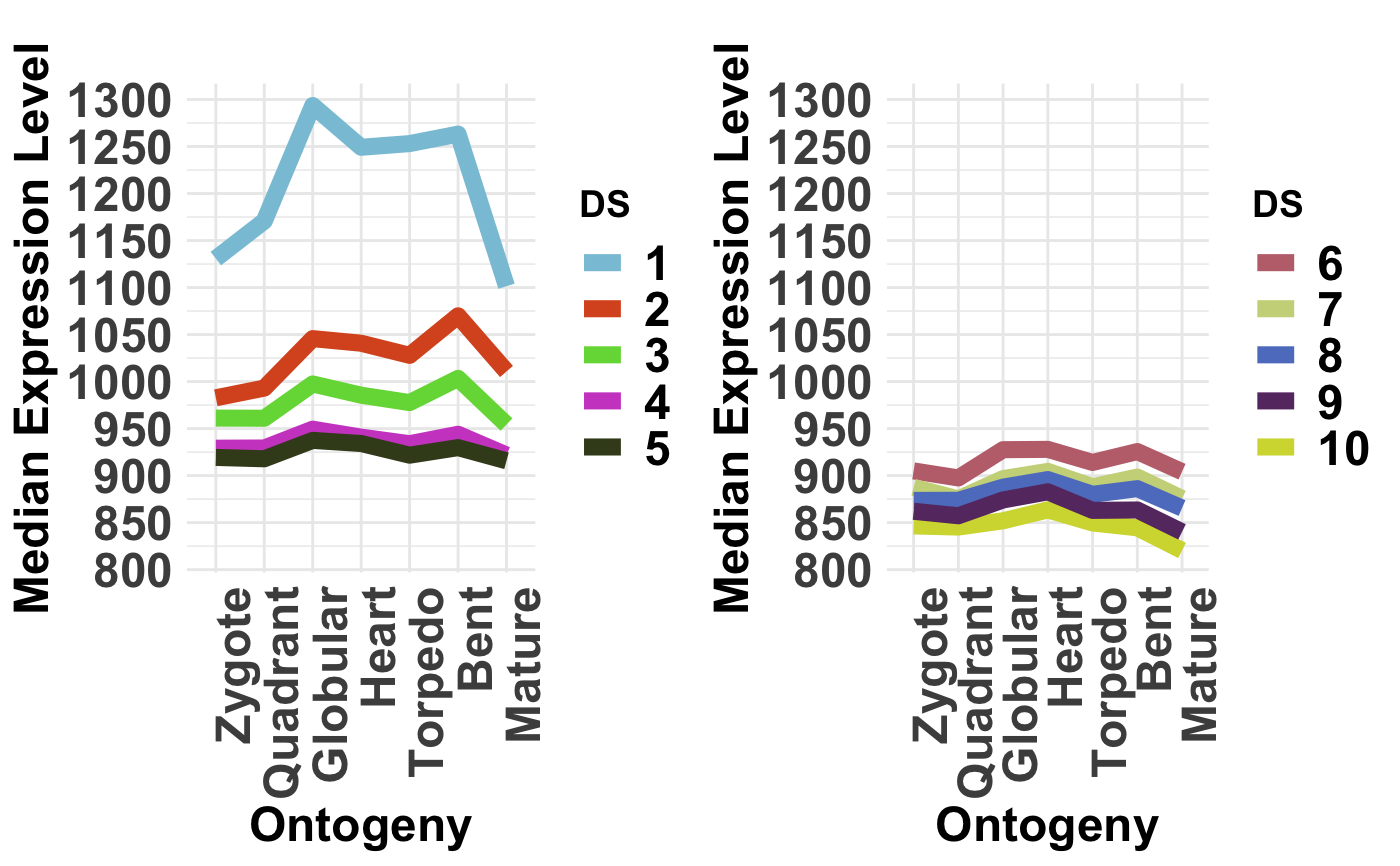 Median Expression Level
1300
1250
1200
1150
1100
1050
1000
950
900
850
800
Zygote
Quadrant
Globular
Heart
Torpedo
Bent
Mature
Ontogeny
DS
1
2
3
4
5
Median Expression Level
1300
1250
1200
1150
1100
1050
1000
950
900
850
800
Zygote
Quadrant
Globular
Heart
Torpedo
Bent
Mature
Ontogeny
DS
6
7
8
9
10